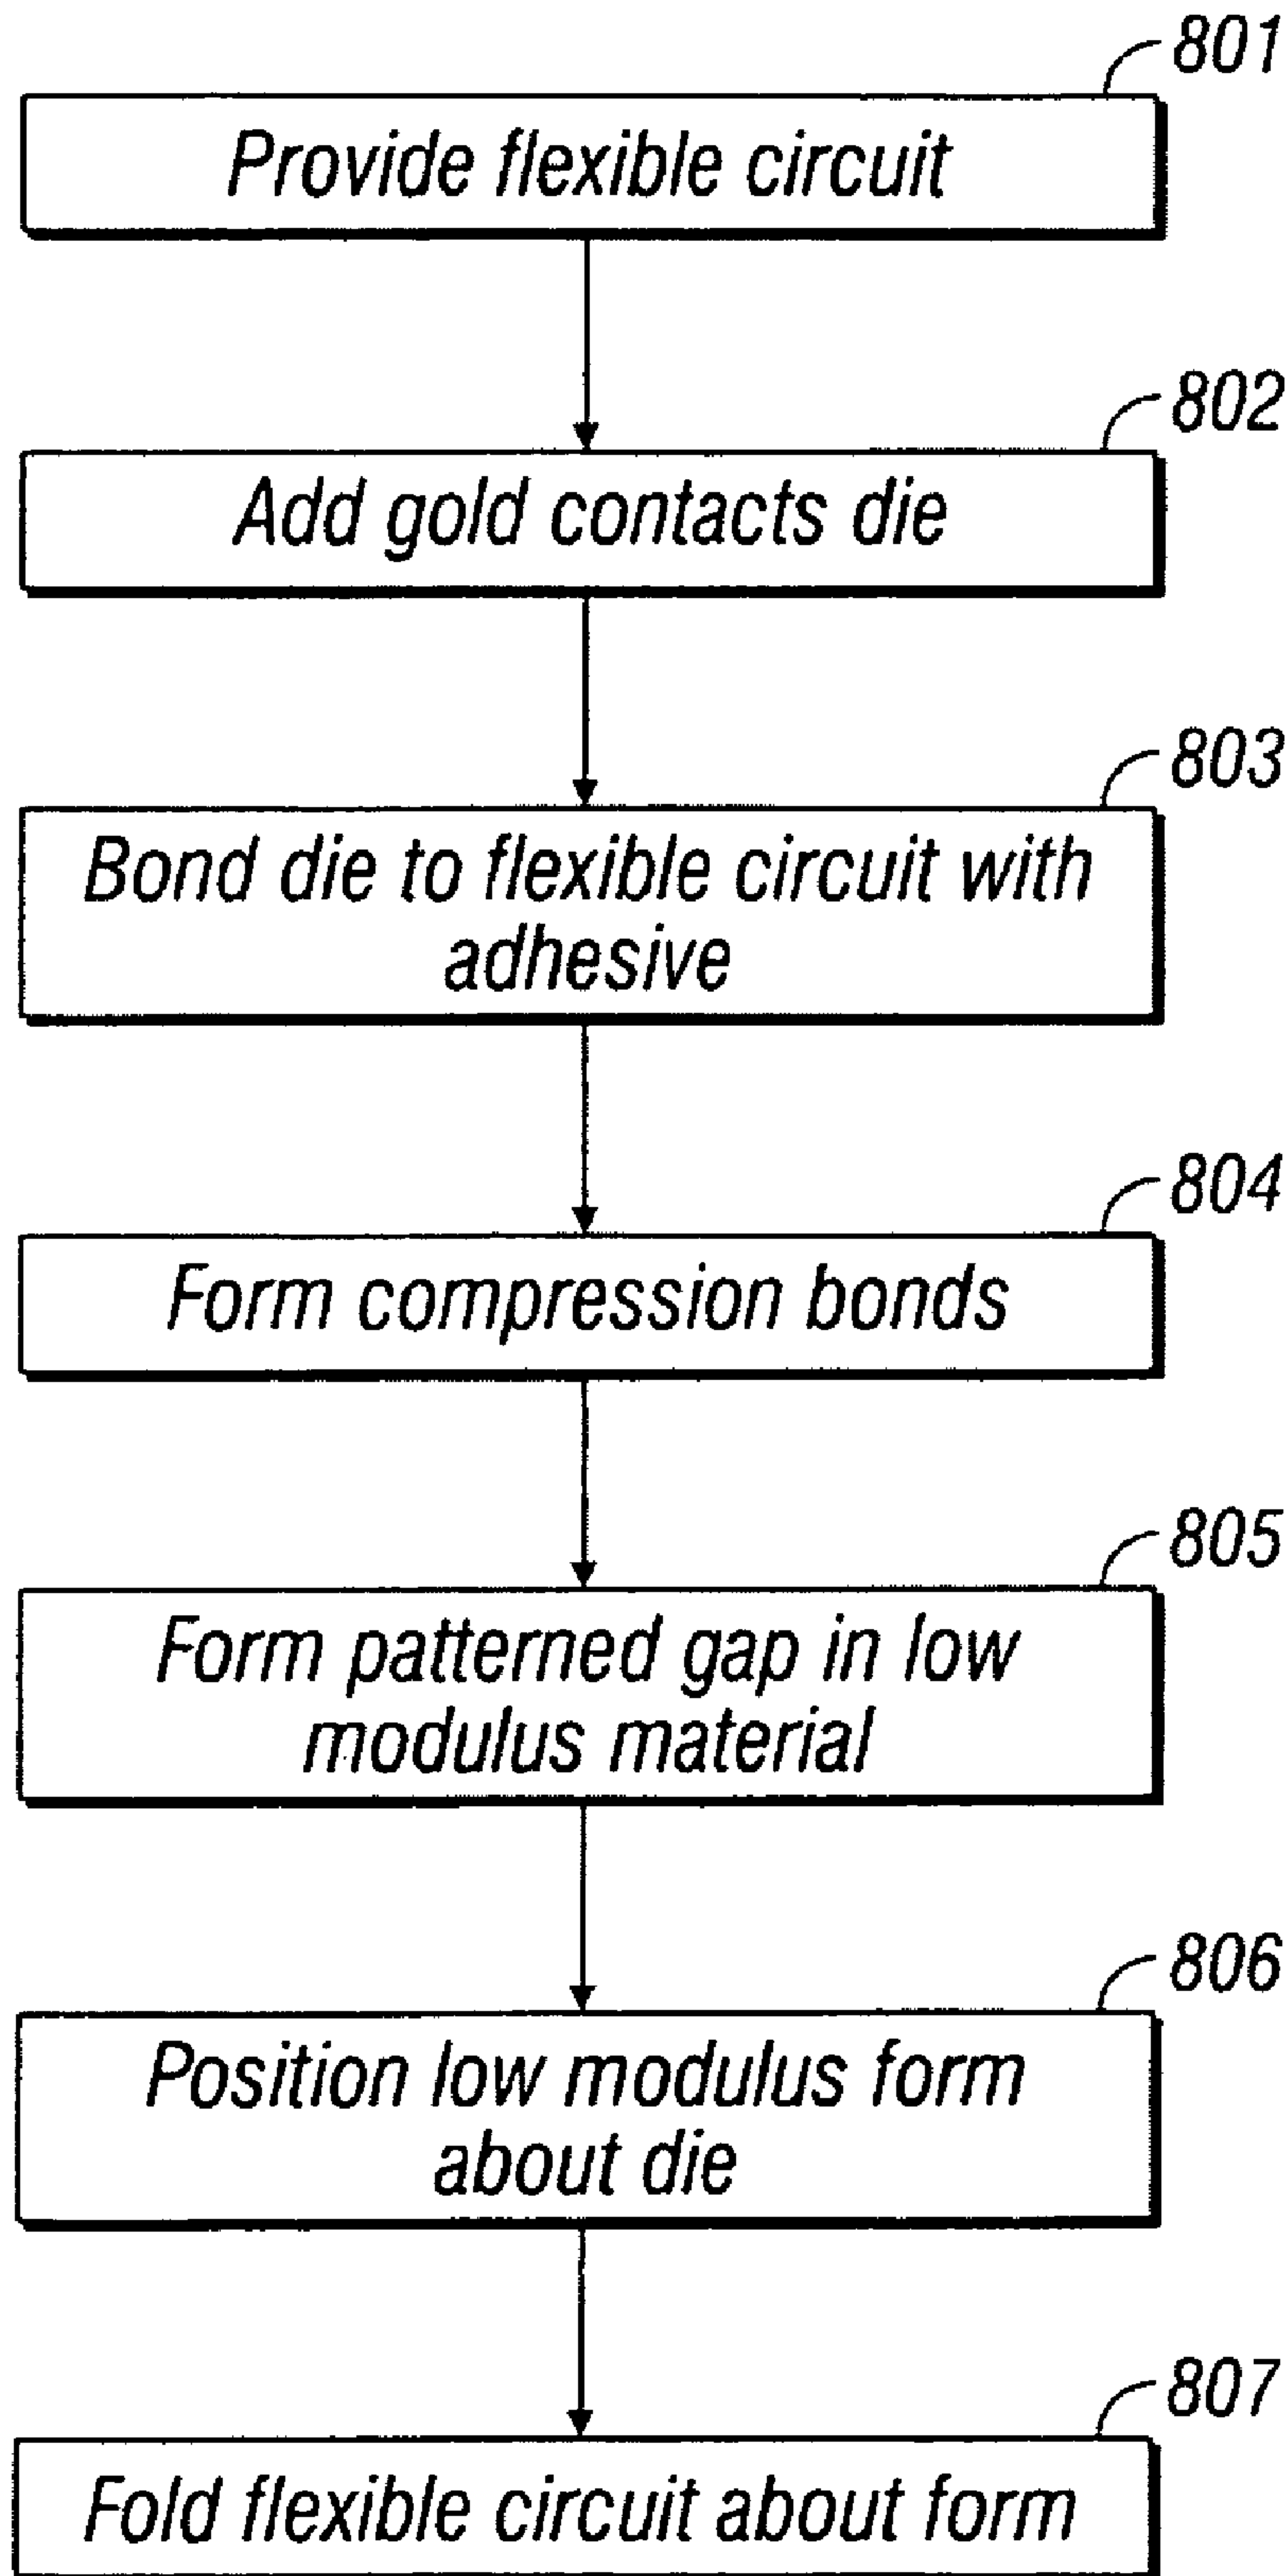 801
Provide flexible circuit
802
Add gold contacts die
803
Bond die to flexible circuit with
adhesive
804
Form compression bonds
805
Form patterned gap in low
modulus material
806
Position low modulus form
about die
807
Fold flexible circuit about form